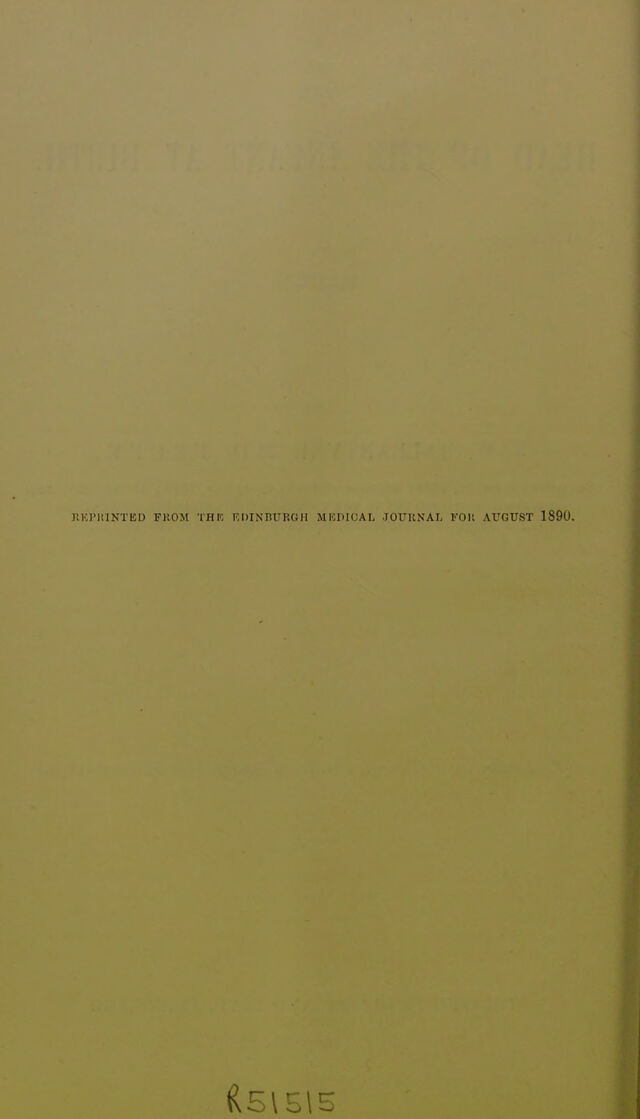 REPRINTED FROM THE EDINBURGH MEDICAL JOURNAL FOR AUGUST 1890.
R51515